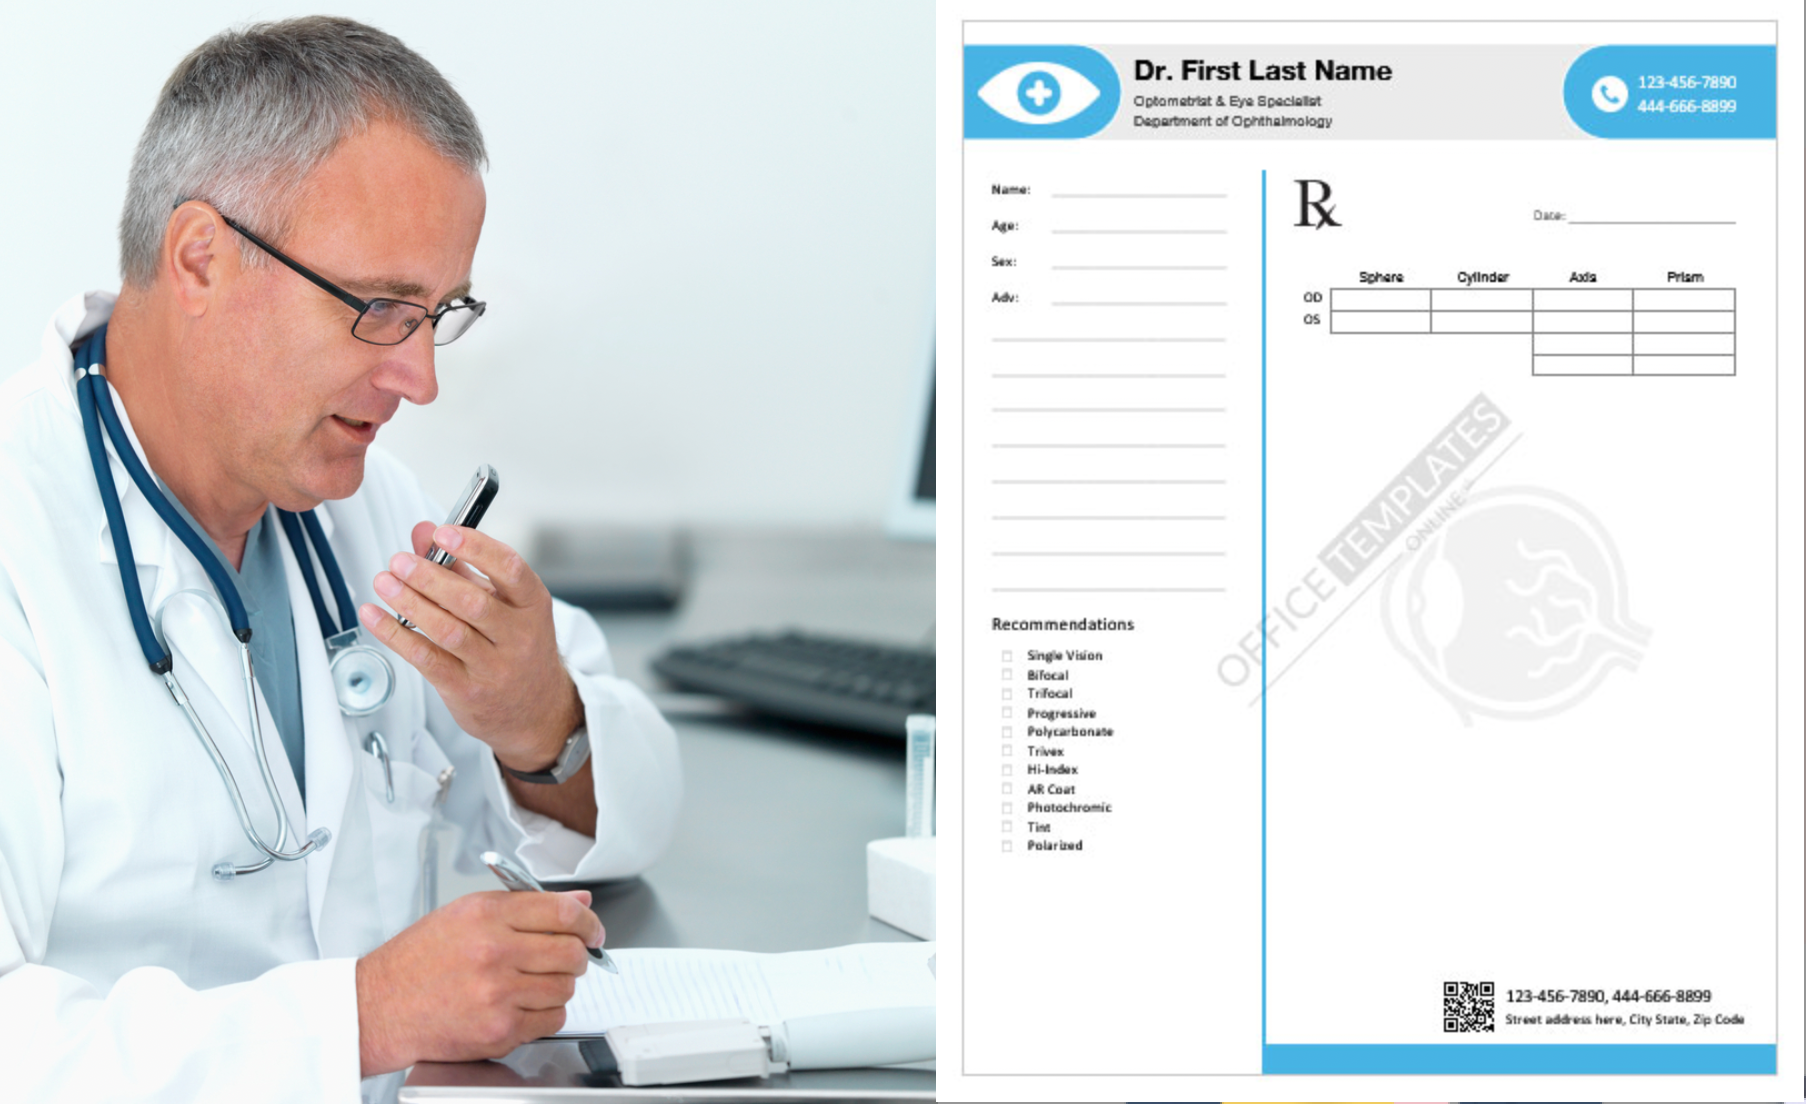 Dr. First Last Name
Optometrist & Eye Specialist
Department of Ophthalmology
123-456-7890
444-666-8899
Name:
Age:
Sex:
Adv:
Rx
Date:
Sphere Cylinder Axis Prism
OD
OS
OFFICE TEMPLATES
ONLINE
Recommendations
Single Vision
Bifocal
Trifocal
Progressive
Polycarbonate
Trivex
Hi-Index
AR Coat
Photochromic
Tint
Polarized
123-456-7890, 444-666-8899
Street address here, City State, Zip Code